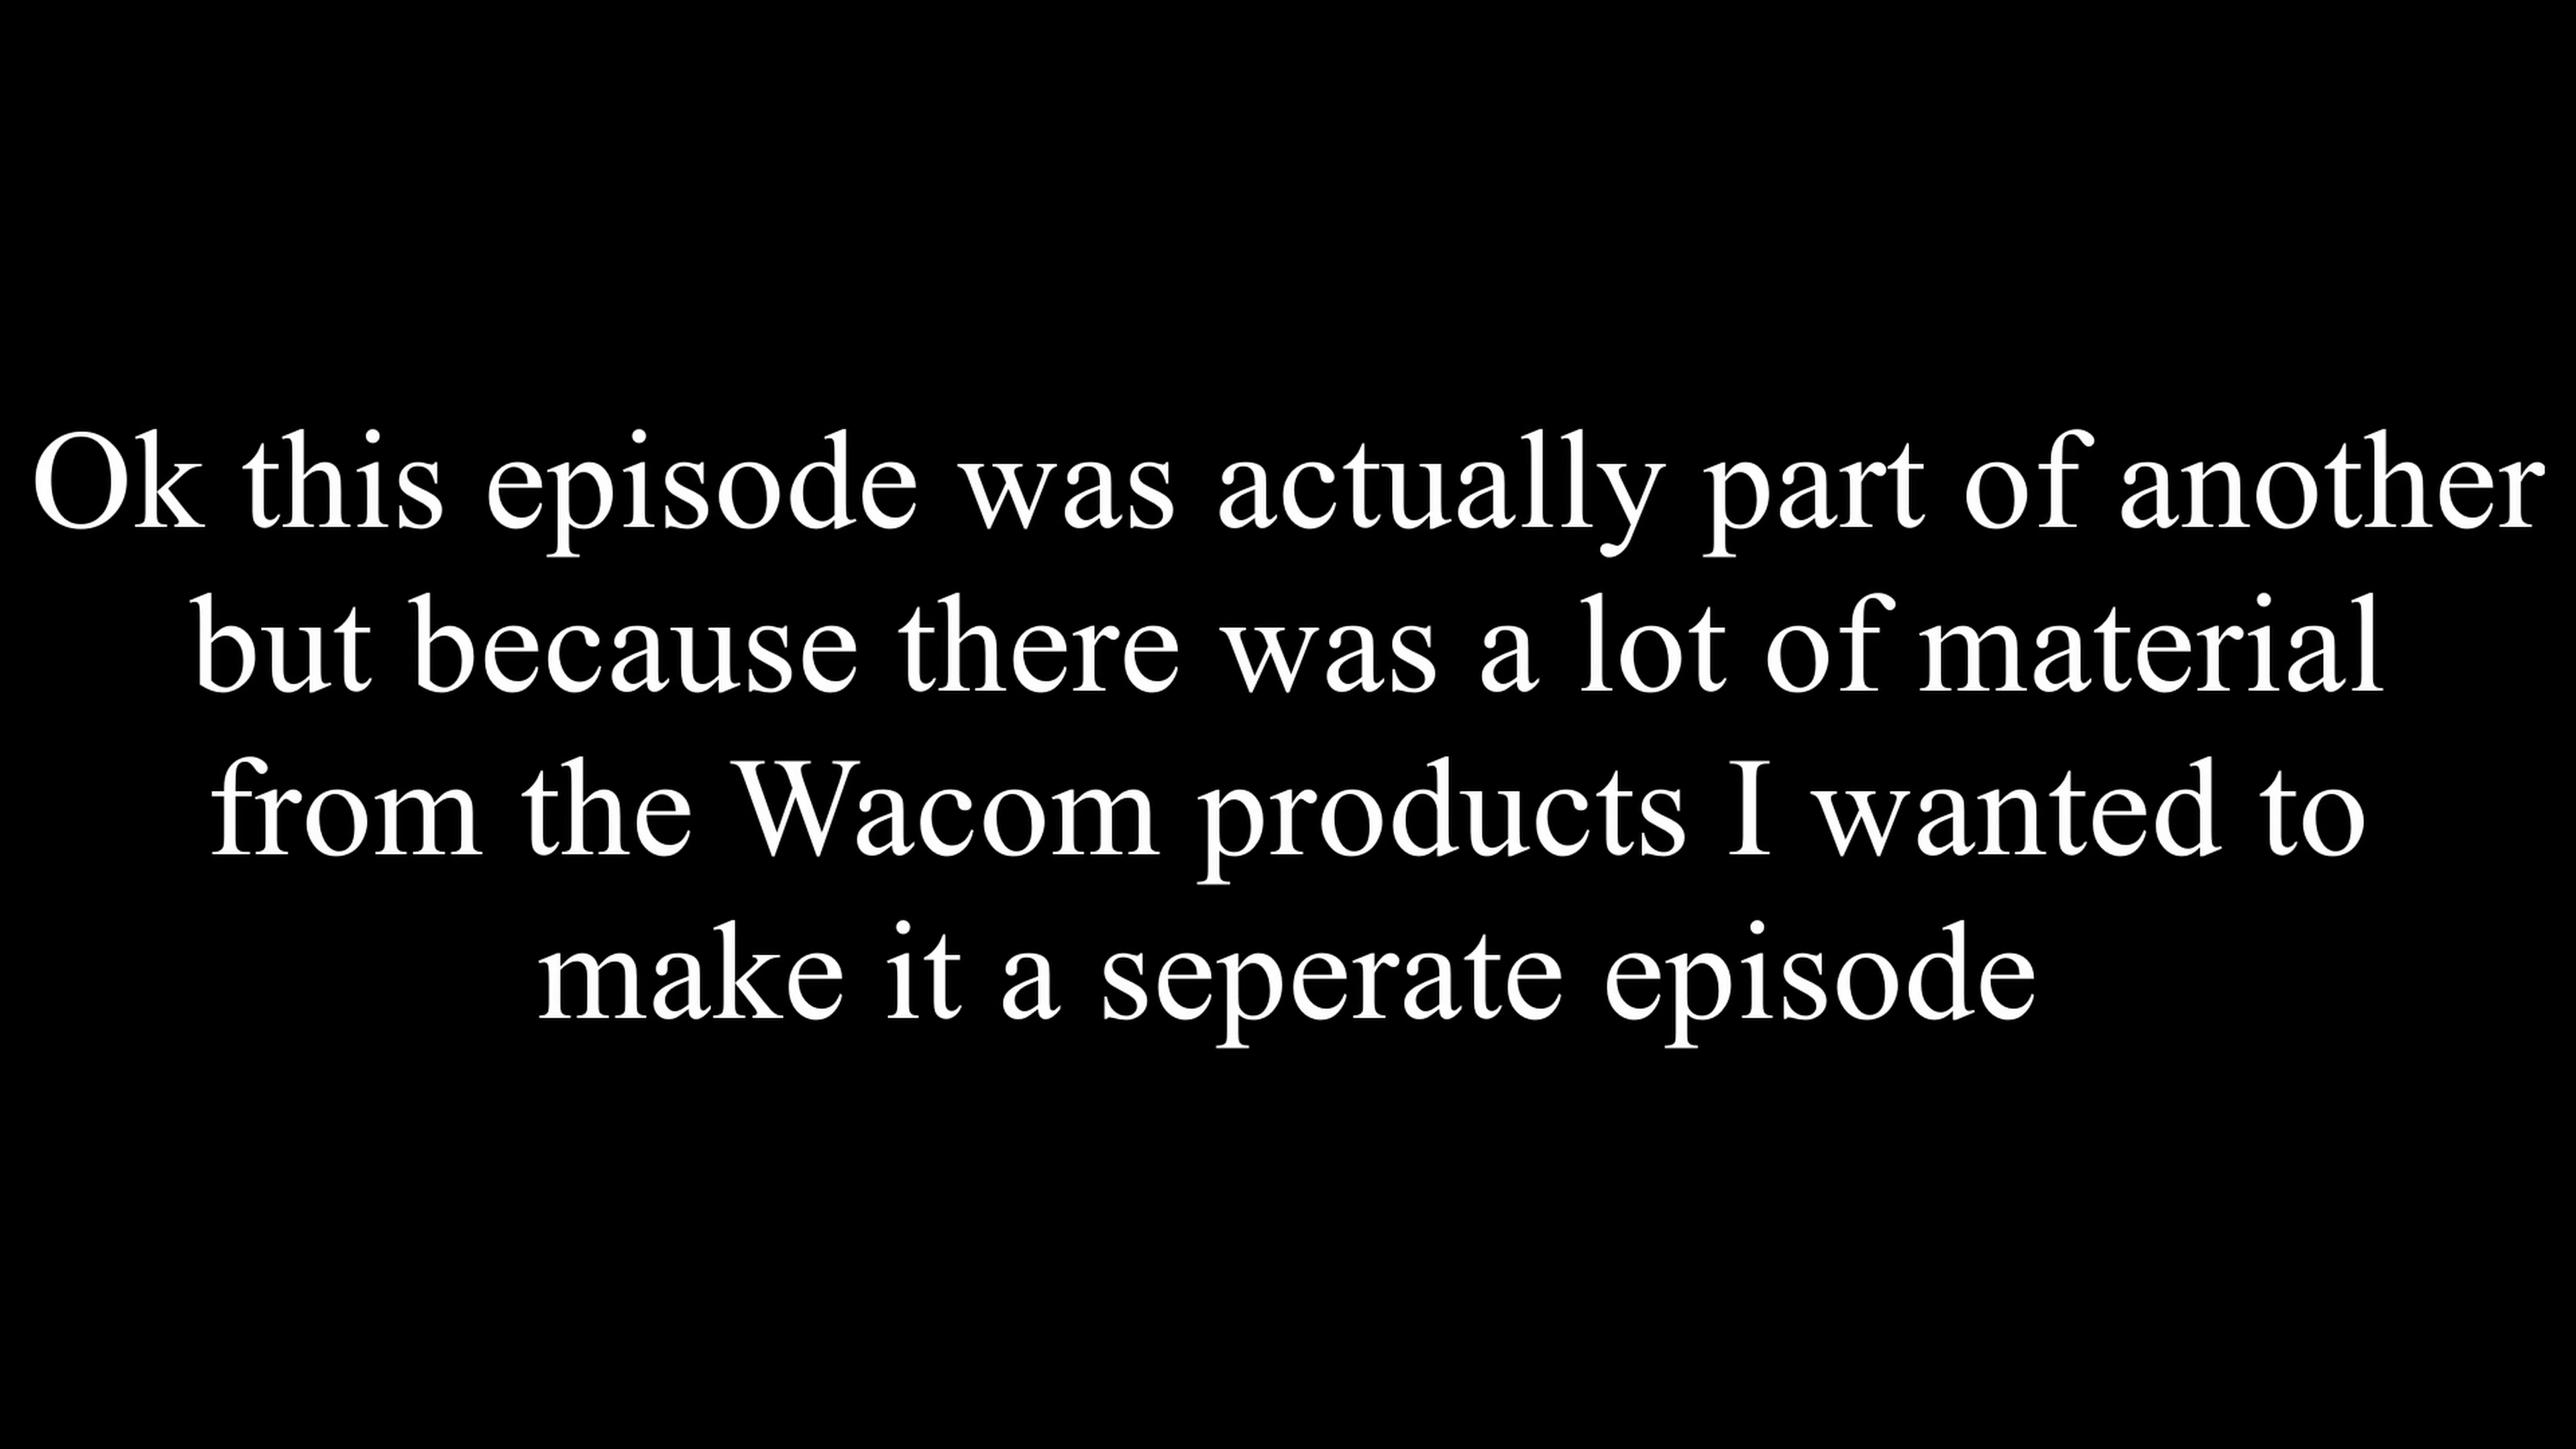 Ok this episode was actually part of another
but because there was a lot of material
from the Wacom products I wanted to
make it a seperate episode